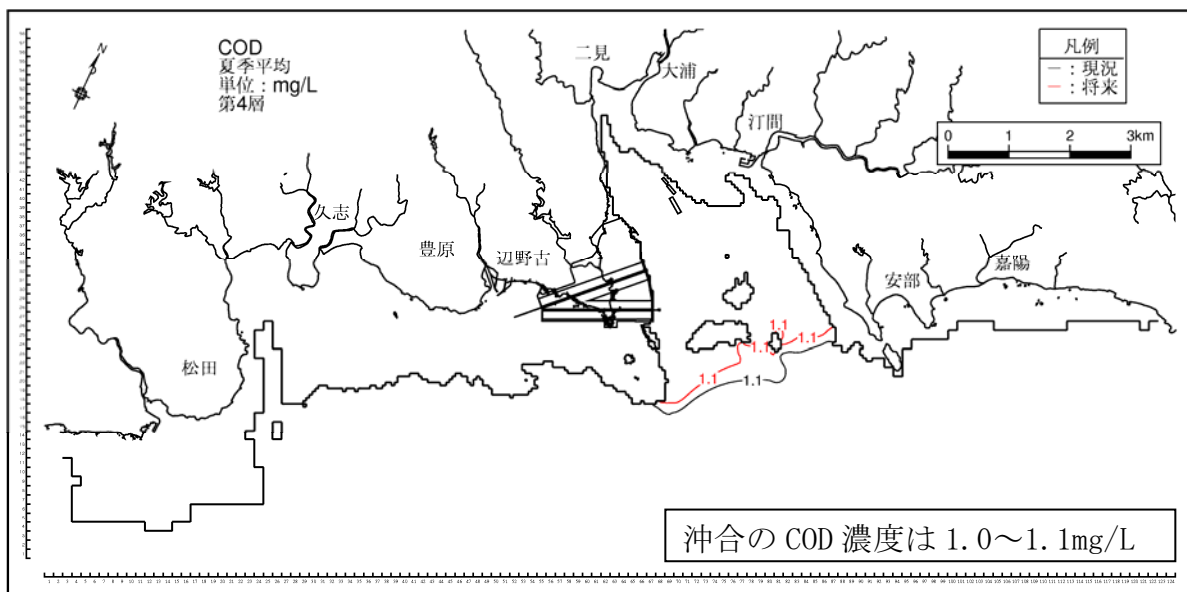 COD
夏季平均
単位：mg/L
第4層
N
凡例
：現況
：将来
0 1 2 3km
二見
大浦
汀間
久志
豊原
辺野古
安部
嘉陽
松田
1.1
1.1
1.1
1.1
1.1
沖合の COD 濃度は 1.0～1.1mg/L